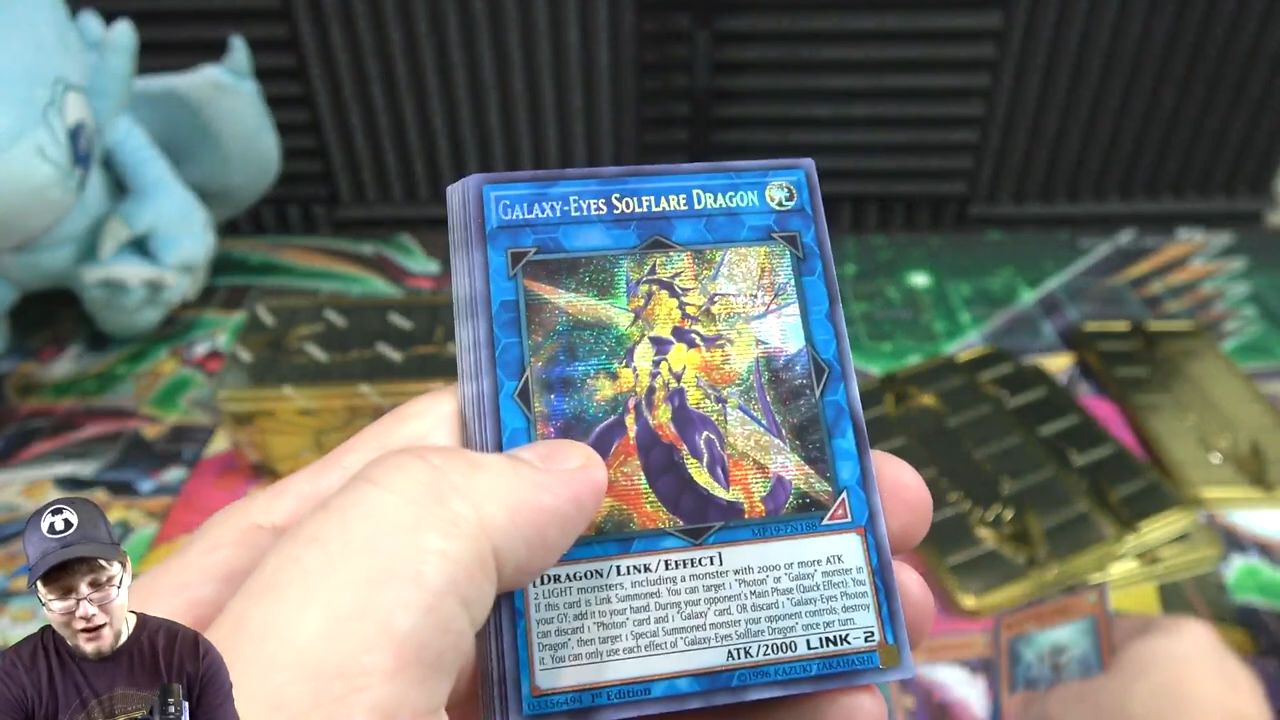 GALAXY-EYES SOLFLARE DRAGON
MP19-EN188
[DRAGON/LINK/EFFECT]
2 LIGHT monsters, including a monster with 2000 or more ATK
If this card is Link Summoned: You can target 1 "Photon" or "Galaxy" monster in
your GY; add it to your hand. During your opponent's Main Phase (Quick Effect): You
can discard 1 "Photon" card and 1 "Galaxy" card, OR discard 1 "Galaxy-Eyes Photon
Dragon", then target 1 Special Summoned monster your opponent controls; destroy
it. You can only use each effect of "Galaxy-Eyes Solflare Dragon" once per turn.
ATK/2000 LINK-2
03356494 1st Edition ©1996 KAZUKI TAKAHASHI